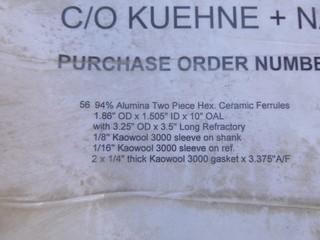 C/O KUEHNE + NA
PURCHASE ORDER NUMBE
56 94% Alumina Two Piece Hex. Ceramic Ferrules
1.86" OD x 1.505" ID x 10" OAL
with 3.25" OD x 3.5" Long Refractory
1/8" Kaowool 3000 sleeve on shank
1/16" Kaowool 3000 sleeve on ref.
2 x 1/4" thick Kaowool 3000 gasket x 3.375"A/F